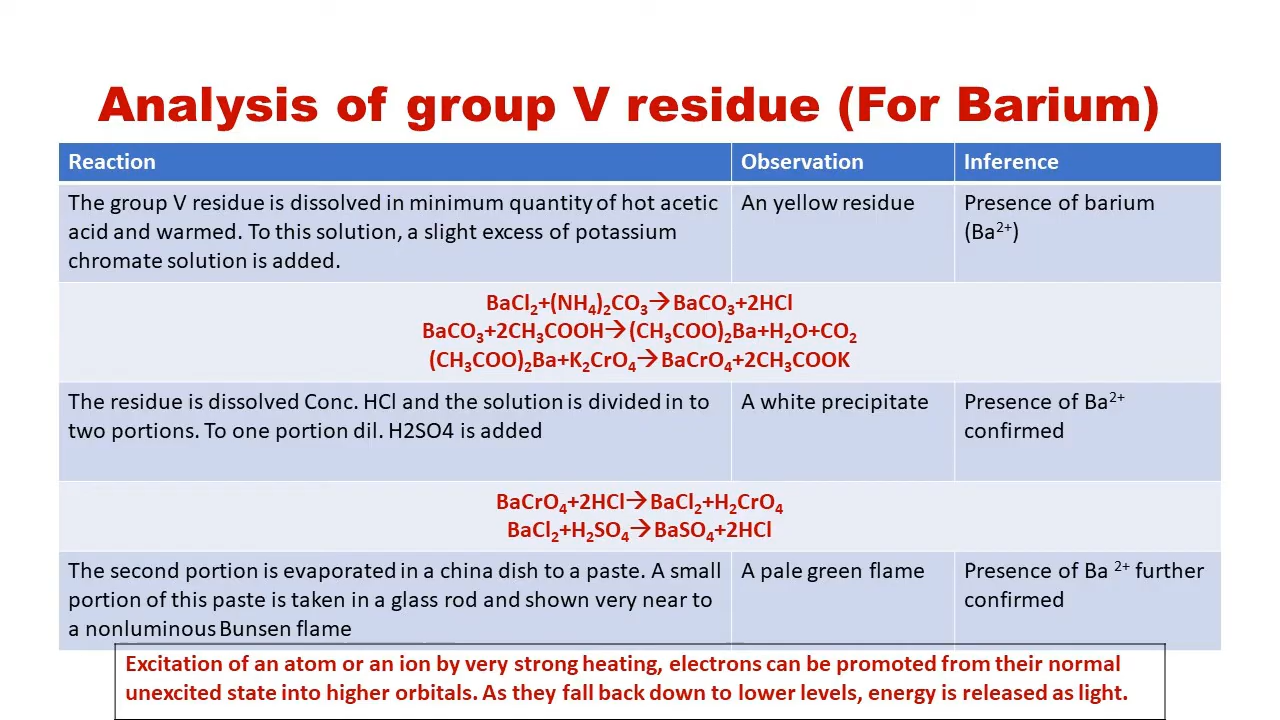 Analysis of group V residue (For Barium)
Reaction
Observation
Inference
The group V residue is dissolved in minimum quantity of hot acetic
acid and warmed. To this solution, a slight excess of potassium
chromate solution is added.
An yellow residue
Presence of barium
(Ba²⁺)
BaCl₂+(NH₄)₂CO₃→BaCO₃+2HCl
BaCO₃+2CH₃COOH→(CH₃COO)₂Ba+H₂O+CO₂
(CH₃COO)₂Ba+K₂CrO₄→BaCrO₄+2CH₃COOK
The residue is dissolved Conc. HCl and the solution is divided in to
two portions. To one portion dil. H2SO4 is added
A white precipitate
Presence of Ba²⁺
confirmed
BaCrO₄+2HCl→BaCl₂+H₂CrO₄
BaCl₂+H₂SO₄→BaSO₄+2HCl
The second portion is evaporated in a china dish to a paste. A small
portion of this paste is taken in a glass rod and shown very near to
a nonluminous Bunsen flame
A pale green flame
Presence of Ba ²⁺ further
confirmed
Excitation of an atom or an ion by very strong heating, electrons can be promoted from their normal
unexcited state into higher orbitals. As they fall back down to lower levels, energy is released as light.